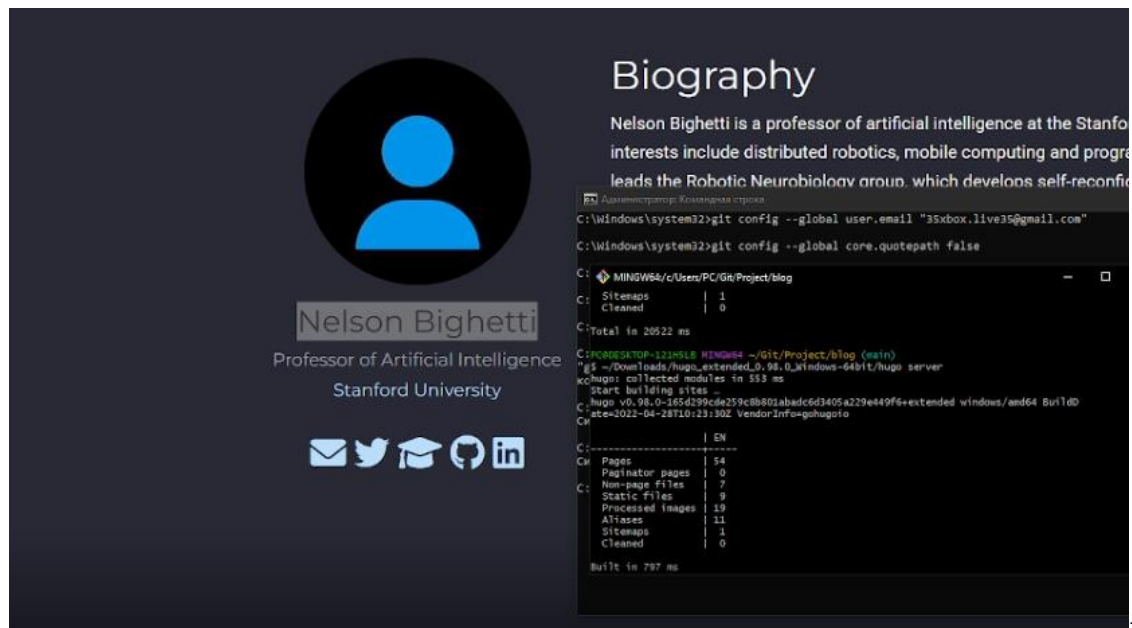 Biography
Nelson Bighetti is a professor of artificial intelligence at the Stanfo
interests include distributed robotics, mobile computing and progra
leads the Robotic Neurobiology group, which develops self-reconfig
Nelson Bighetti
Professor of Artificial Intelligence
Stanford University
Администратор: Командная строка
C:\Windows\system32>git config --global user.email "35xbox.live35@gmail.com"
C:\Windows\system32>git config --global core.quotepath false
MINGW64:/c/Users/PC/Git/Project/blog
Sitemaps | 1
Cleaned | 0
Total in 20522 ms
PC@DESKTOP-121H5LB MINGW64 ~/Git/Project/blog (main)
$ ~/Downloads/hugo_extended_0.98.0_Windows-64bit/hugo server
hugo: collected modules in 553 ms
Start building sites …
hugo v0.98.0-165d299cde259c8b801abadc6d3405a229e449f6+extended windows/amd64 BuildD
ate=2022-04-28T10:23:30Z VendorInfo=gohugoio
| EN
-------------------+-----
Pages | 54
Paginator pages | 0
Non-page files | 7
Static files | 9
Processed images | 19
Aliases | 11
Sitemaps | 1
Cleaned | 0
Built in 797 ms